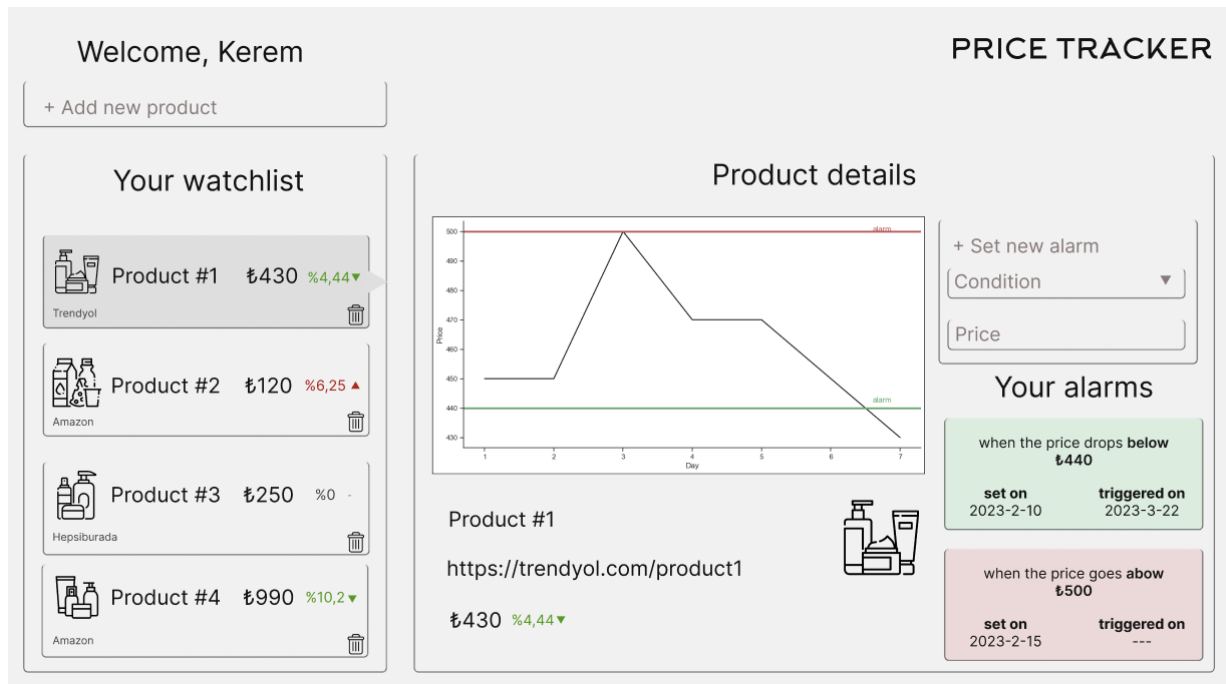 Welcome, Kerem
PRICE TRACKER
+ Add new product
Your watchlist
Product #1 ₺430 %4,44▼
Trendyol
Product #2 ₺120 %6,25 ▲
Amazon
Product #3 ₺250 %0 -
Hepsiburada
Product #4 ₺990 %10,2▼
Amazon
Product details
alarm
500
490
480
470
460
450
440
430
Price
alarm
1 2 3 4 5 6 7
Day
Product #1
https://trendyol.com/product1
₺430 %4,44▼
+ Set new alarm
Condition ▼
Price
Your alarms
when the price drops below
₺440
set on triggered on
2023-2-10 2023-3-22
when the price goes abow
₺500
set on triggered on
2023-2-15 ---